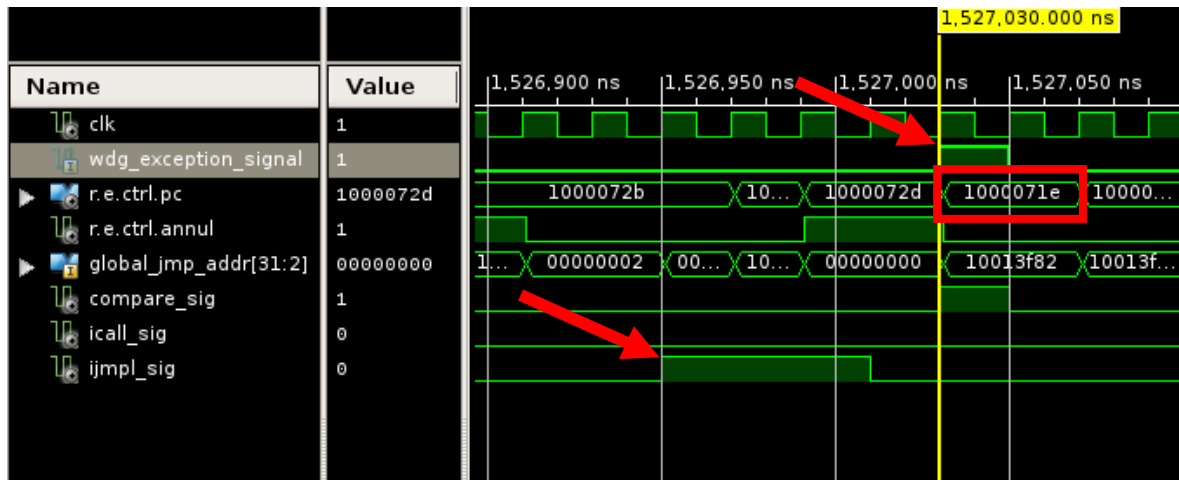 1,527,030.000 ns
Name Value 1,526,900 ns 1,526,950 ns 1,527,000 ns 1,527,050 ns
clk 1
wdg_exception_signal 1
r.e.ctrl.pc 1000072d 1000072b 10... 1000072d 1000071e 10000...
r.e.ctrl.annul 1
global_jmp_addr[31:2] 00000000 1... 00000002 00... 10... 00000000 10013f82 10013f...
compare_sig 1
icall_sig 0
ijmpl_sig 0